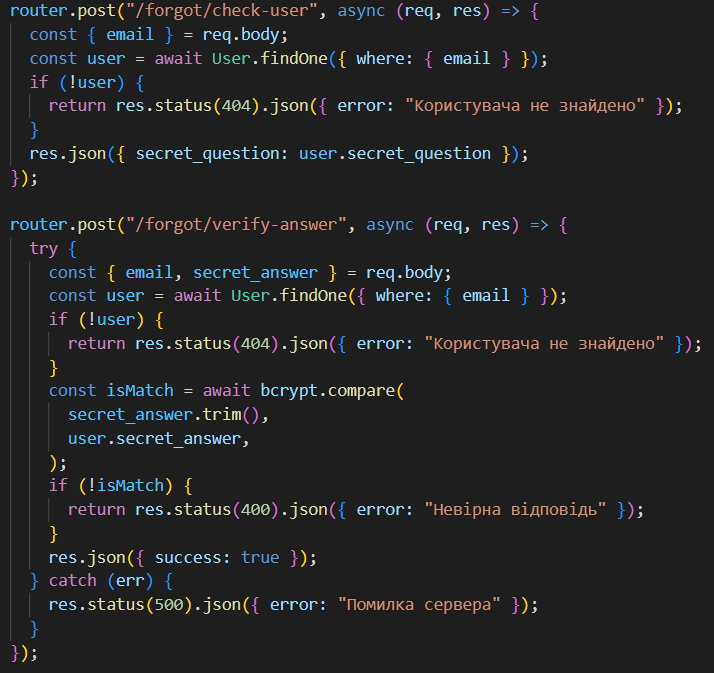 router.post("/forgot/check-user", async (req, res) => {
  const { email } = req.body;
  const user = await User.findOne({ where: { email } });
  if (!user) {
    return res.status(404).json({ error: "Користувача не знайдено" });
  }
  res.json({ secret_question: user.secret_question });
});

router.post("/forgot/verify-answer", async (req, res) => {
  try {
    const { email, secret_answer } = req.body;
    const user = await User.findOne({ where: { email } });
    if (!user) {
      return res.status(404).json({ error: "Користувача не знайдено" });
    }
    const isMatch = await bcrypt.compare(
      secret_answer.trim(),
      user.secret_answer,
    );
    if (!isMatch) {
      return res.status(400).json({ error: "Невірна відповідь" });
    }
    res.json({ success: true });
  } catch (err) {
    res.status(500).json({ error: "Помилка сервера" });
  }
});